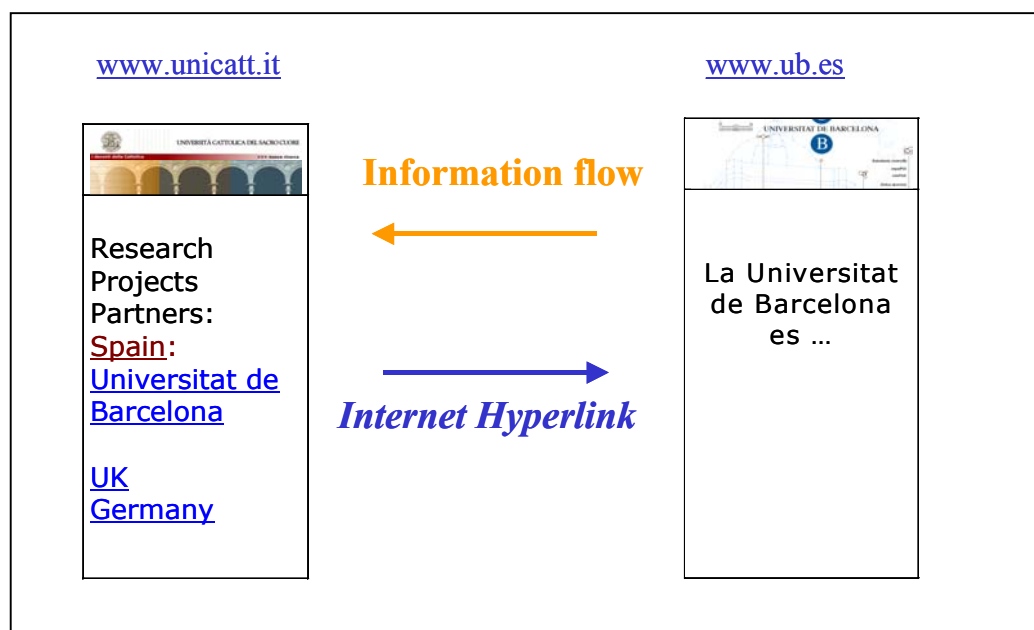 www.unicatt.it
www.ub.es
UNIVERSITÀ CATTOLICA DEL SACRO CUORE
UNIVERSITAT DE BARCELONA
B
Information flow
Research
Projects
Partners:
Spain:
Universitat de
Barcelona
UK
Germany
La Universitat
de Barcelona
es …
Internet Hyperlink